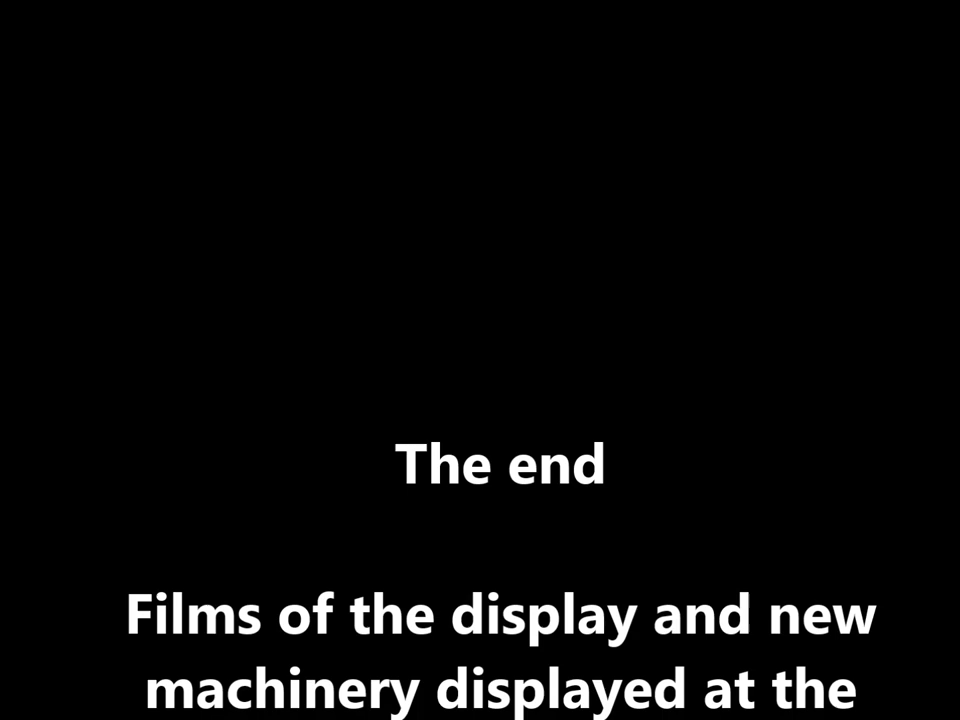 The end
Films of the display and new
machinery displayed at the